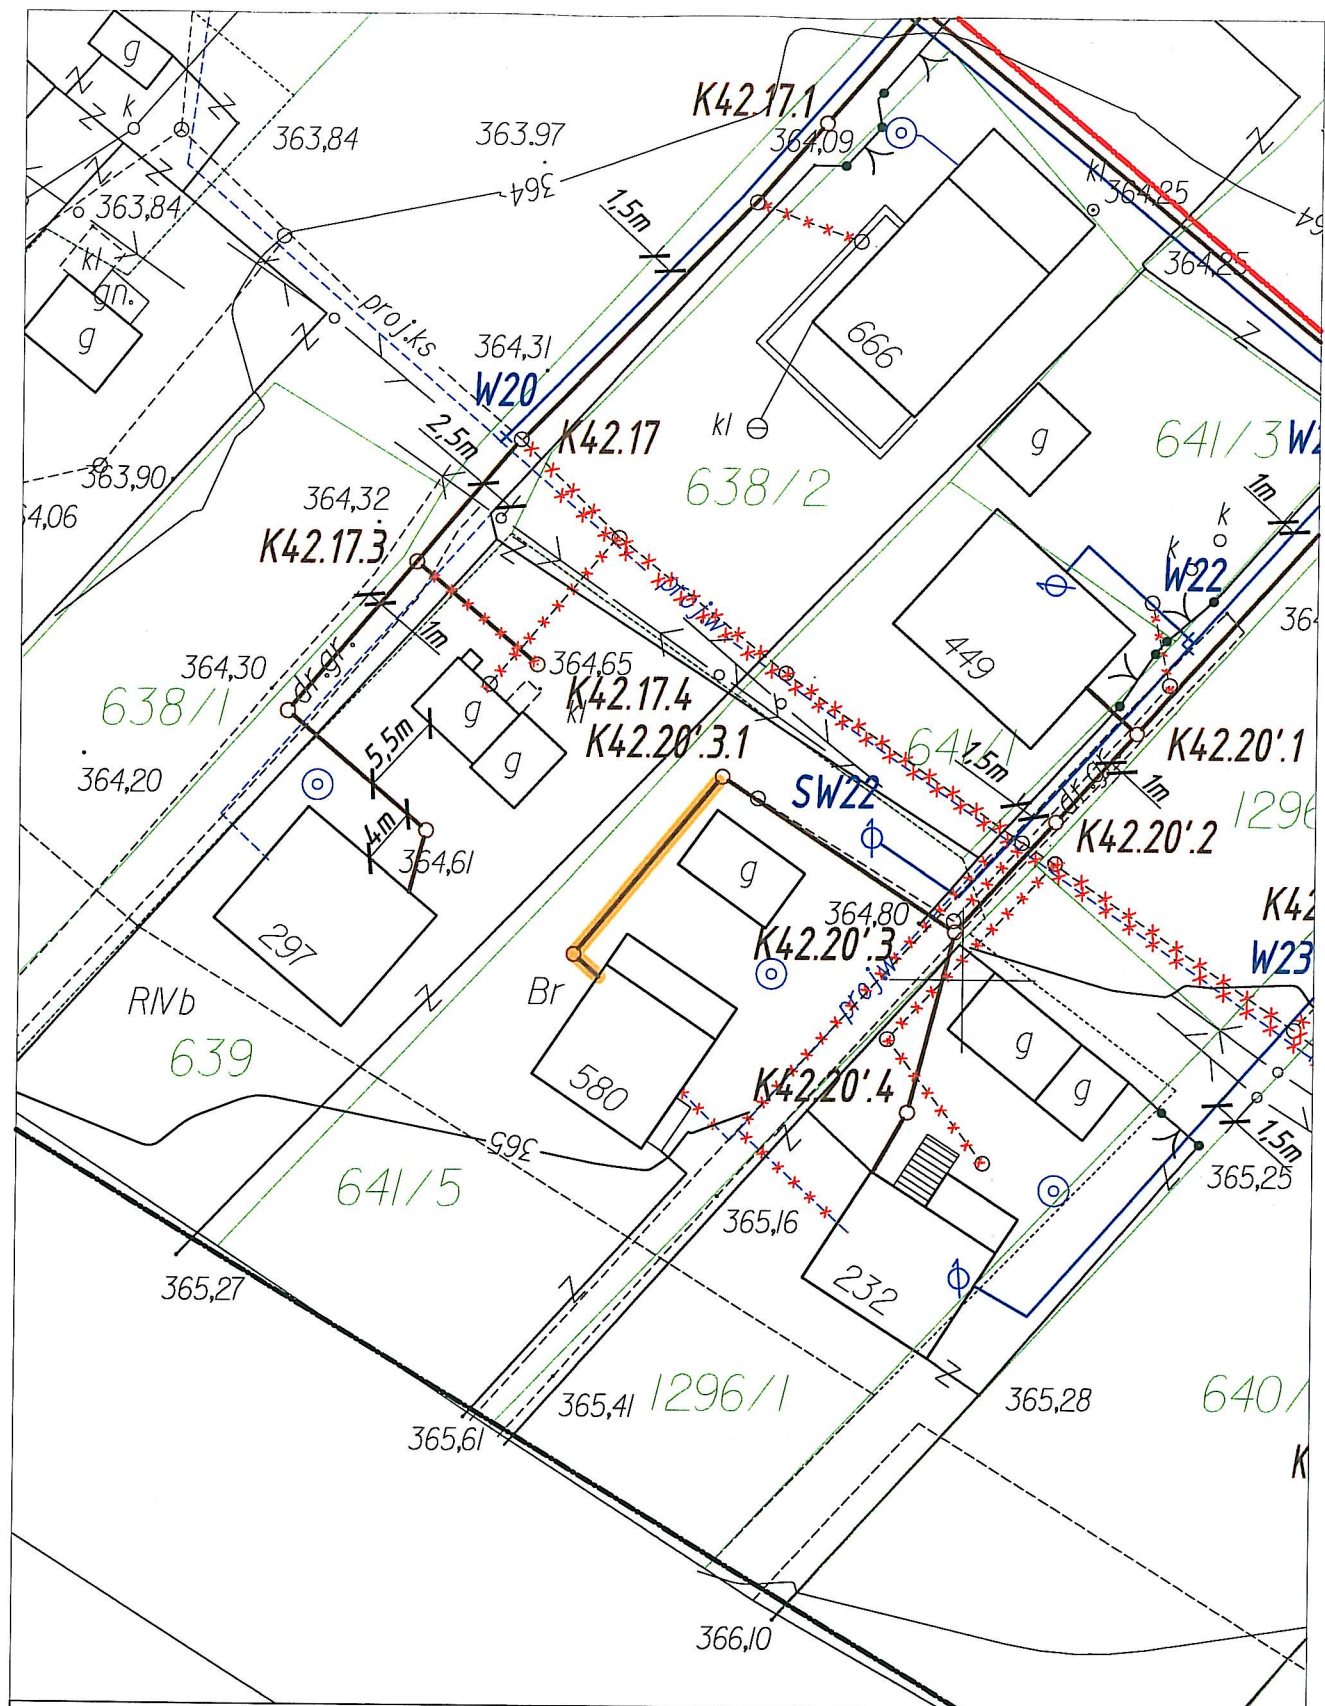 g
k
K42.17.1
363,84
363.97
364,09
kl
364,25
363,84
364
1,5m
64
kl
gn.
g
364,25
proj.ks
364,31
666
W20
2,5m
K42.17
kl
g
641/3
363,90
364,32
638/2
1m
4,06
k
K42.17.3
k
W22
proj.w
1m
364,30
dr.gr.
364,65
449
638/1
K42.17.4
kl
g
5,5m
K42.20'.3.1
641/1
K42.20'.1
g
364,20
1,5m
dr.gr.
1m
SW22
1296
4m
K42.20'.2
364,61
g
364,80
K42
297
K42.20'.3
W23
Br
proj.w
RIVb
g
639
580
K42.20'.4
g
1,5m
365
641/5
365,25
365,16
365,27
232
365,41
1296/1
365,28
640/
365,61
K
366,10